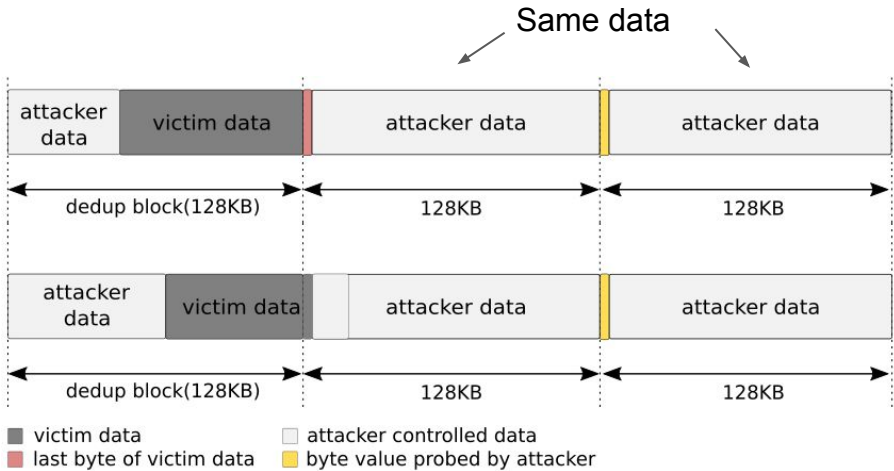 Same data
attacker data
victim data
attacker data
attacker data
dedup block(128KB)
128KB
128KB
attacker data
victim data
attacker data
attacker data
dedup block(128KB)
128KB
128KB
victim data
attacker controlled data
last byte of victim data
byte value probed by attacker